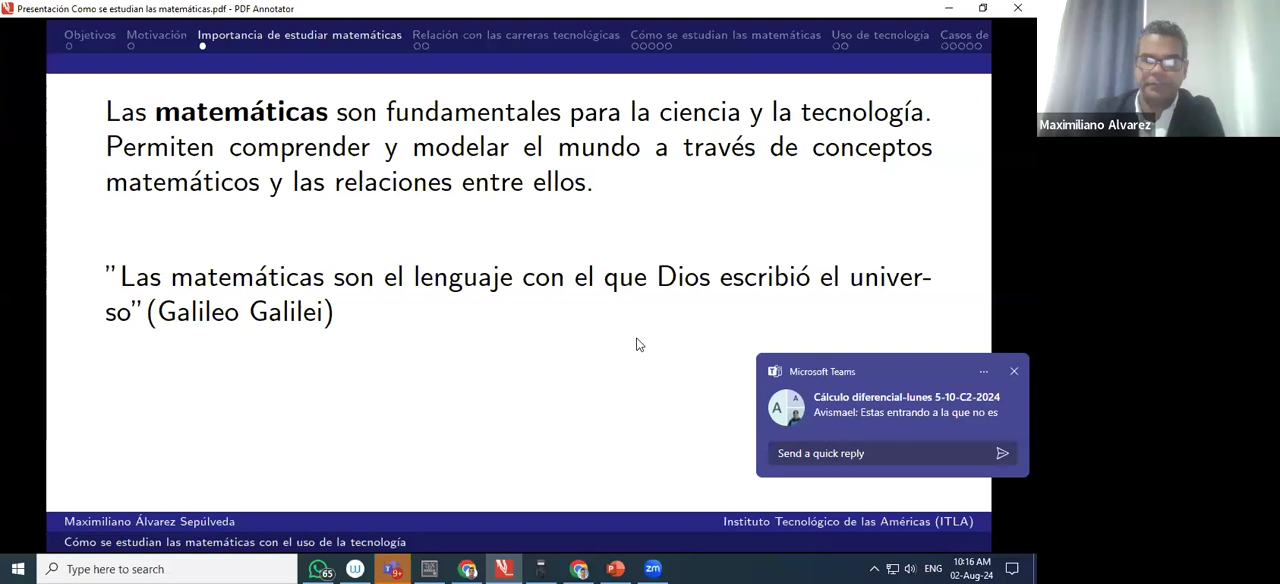 Presentación Como se estudian las matemáticas.pdf - PDF Annotator
Objetivos Motivación Importancia de estudiar matemáticas Relación con las carreras tecnológicas Cómo se estudian las matemáticas Uso de tecnología Casos de
Las matemáticas son fundamentales para la ciencia y la tecnología.
Permiten comprender y modelar el mundo a través de conceptos
matemáticos y las relaciones entre ellos.
"Las matemáticas son el lenguaje con el que Dios escribió el univer-
so"(Galileo Galilei)
Maximiliano Alvarez
Microsoft Teams
A
A
Cálculo diferencial-lunes 5-10-C2-2024
Avismael: Estas entrando a la que no es
Send a quick reply
Maximiliano Álvarez Sepúlveda Instituto Tecnológico de las Américas (ITLA)
Cómo se estudian las matemáticas con el uso de la tecnología
Type here to search
65
W
9+
zm
ENG
10:16 AM
02-Aug-24